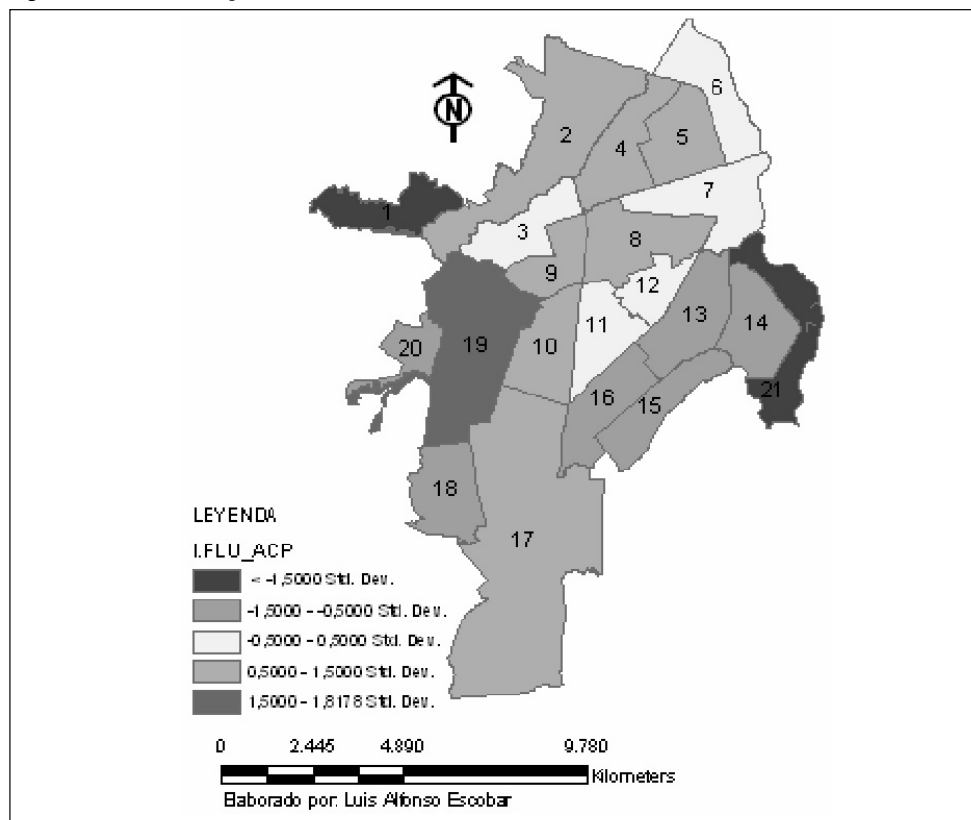 N
6
2
4
5
7
1
3
8
9
12
11
13
14
20
19
10
21
16
15
18
17
LEYENDA
I.FLU_ACP
< -1,5000 Std. Dev.
-1,5000 - -0,5000 Std. Dev.
-0,5000 - 0,5000 Std. Dev.
0,5000 - 1,5000 Std. Dev.
1,5000 - 1,8178 Std. Dev.
0 2.445 4.890 9.780
Kilometers
Elaborado por: Luis Alfonso Escobar